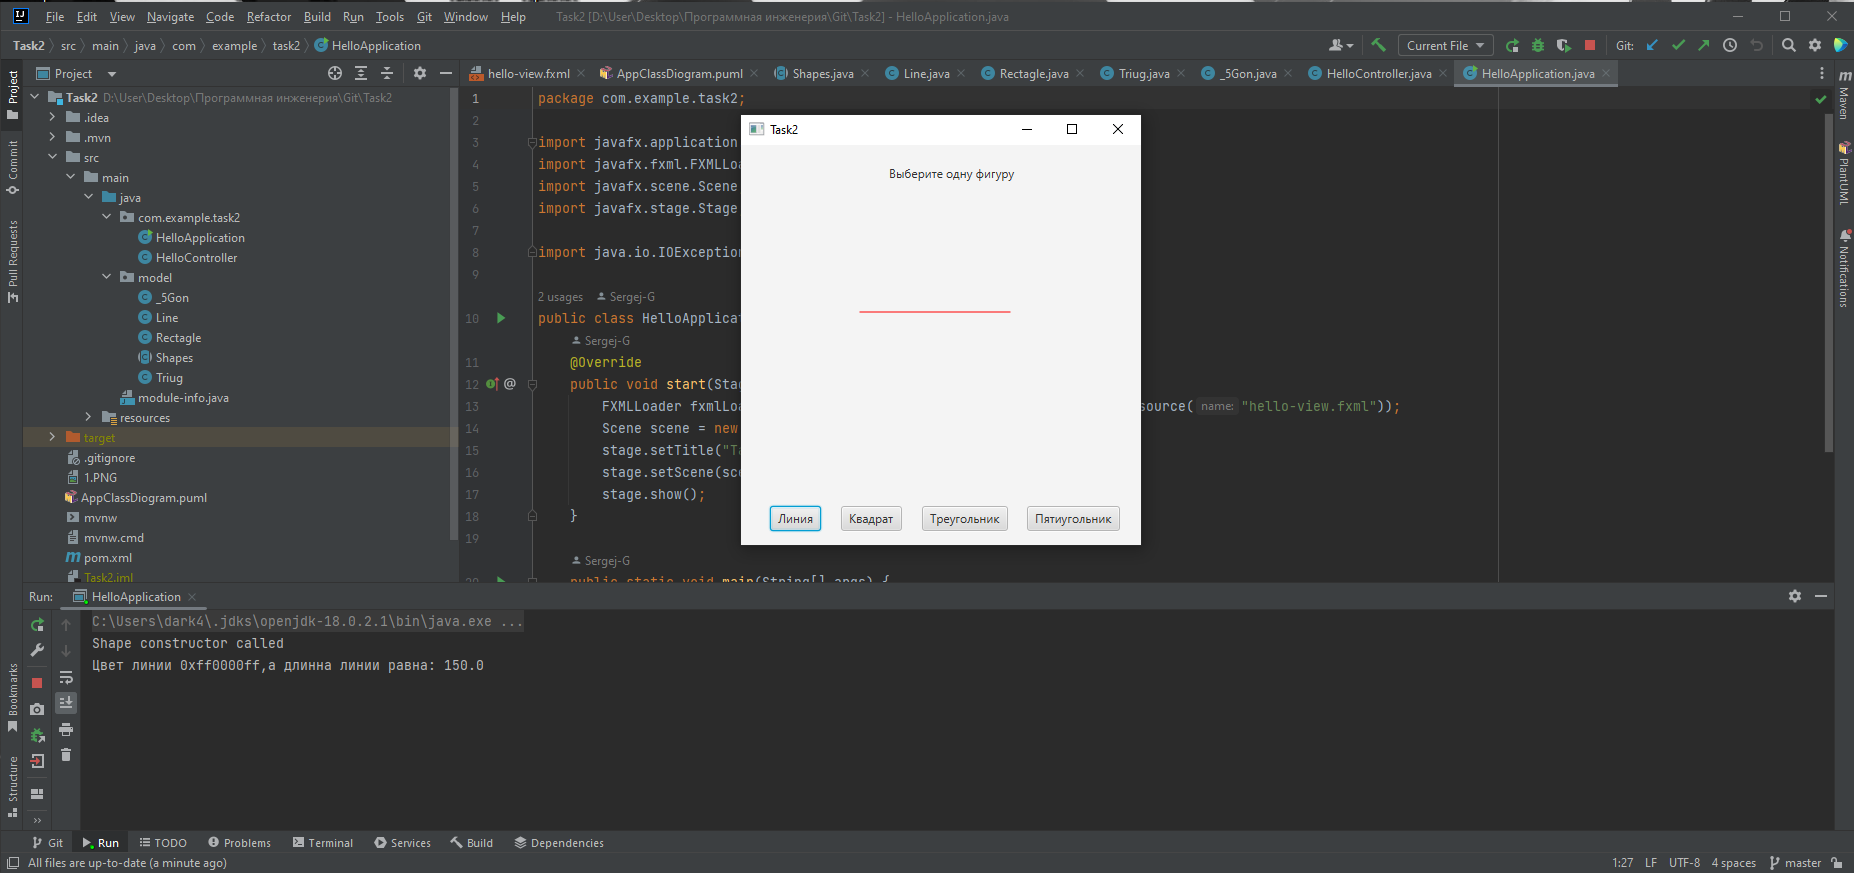 File Edit View Navigate Code Refactor Build Run Tools Git Window Help Task2 [D:\User\Desktop\Программная инженерия\Git\Task2] - HelloApplication.java
Task2 src main java com example task2 HelloApplication Current File Git:
Project
hello-view.fxml AppClassDiogram.puml Shapes.java Line.java Rectagle.java Triug.java _5Gon.java HelloController.java HelloApplication.java
Project
Commit
Pull Requests
Bookmarks
Structure
Task2 D:\User\Desktop\Программная инженерия\Git\Task2
.idea
.mvn
src
main
java
com.example.task2
HelloApplication
HelloController
model
_5Gon
Line
Rectagle
Shapes
Triug
module-info.java
resources
target
.gitignore
1.PNG
AppClassDiogram.puml
mvnw
mvnw.cmd
pom.xml
Task2.iml
1 package com.example.task2;
2
3 import javafx.application
4 import javafx.fxml.FXMLLoa
5 import javafx.scene.Scene
6 import javafx.stage.Stage
7
8 import java.io.IOException
9
2 usages Sergej-G
10 public class HelloApplicat
Sergej-G
11 @Override
12 public void start(Stag
13 FXMLLoader fxmlLoa source( name: "hello-view.fxml"));
14 Scene scene = new
15 stage.setTitle("Ta
16 stage.setScene(sce
17 stage.show();
18 }
19
Sergej-G
20 public static void main(String[] args) {
Task2
Выберите одну фигуру
Линия Квадрат Треугольник Пятиугольник
Maven
PlantUML
Notifications
Run: HelloApplication
C:\Users\dark4\.jdks\openjdk-18.0.2.1\bin\java.exe ...
Shape constructor called
Цвет линии 0xff0000ff,а длинна линии равна: 150.0
Git Run TODO Problems Terminal Services Build Dependencies
All files are up-to-date (a minute ago) 1:27 LF UTF-8 4 spaces master